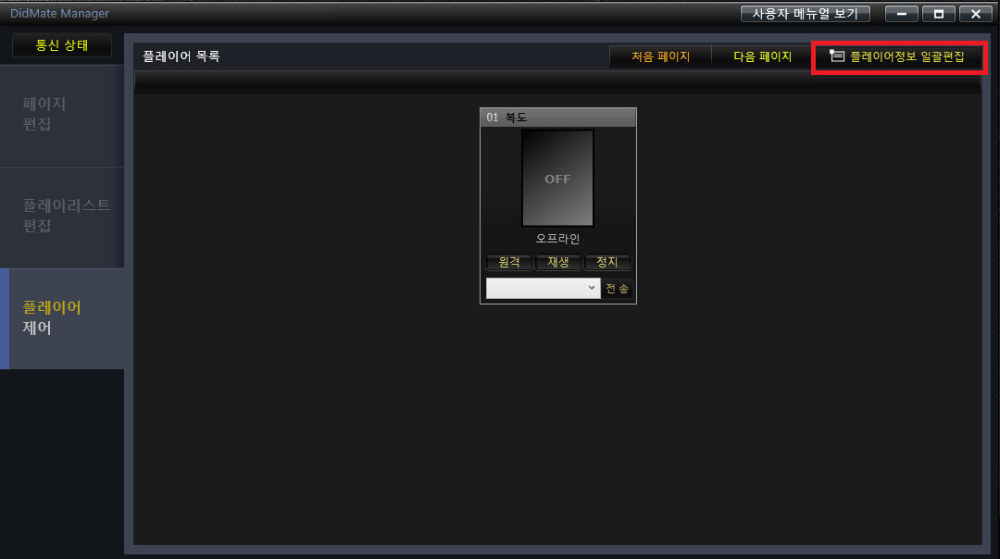 DidMate Manager
사용자 메뉴얼 보기
통신 상태
플레이어 목록
처음 페이지
다음 페이지
플레이어정보 일괄편집
페이지
편집
플레이리스트
편집
플레이어
제어
01 복도
OFF
오프라인
원격
재생
정지
전송